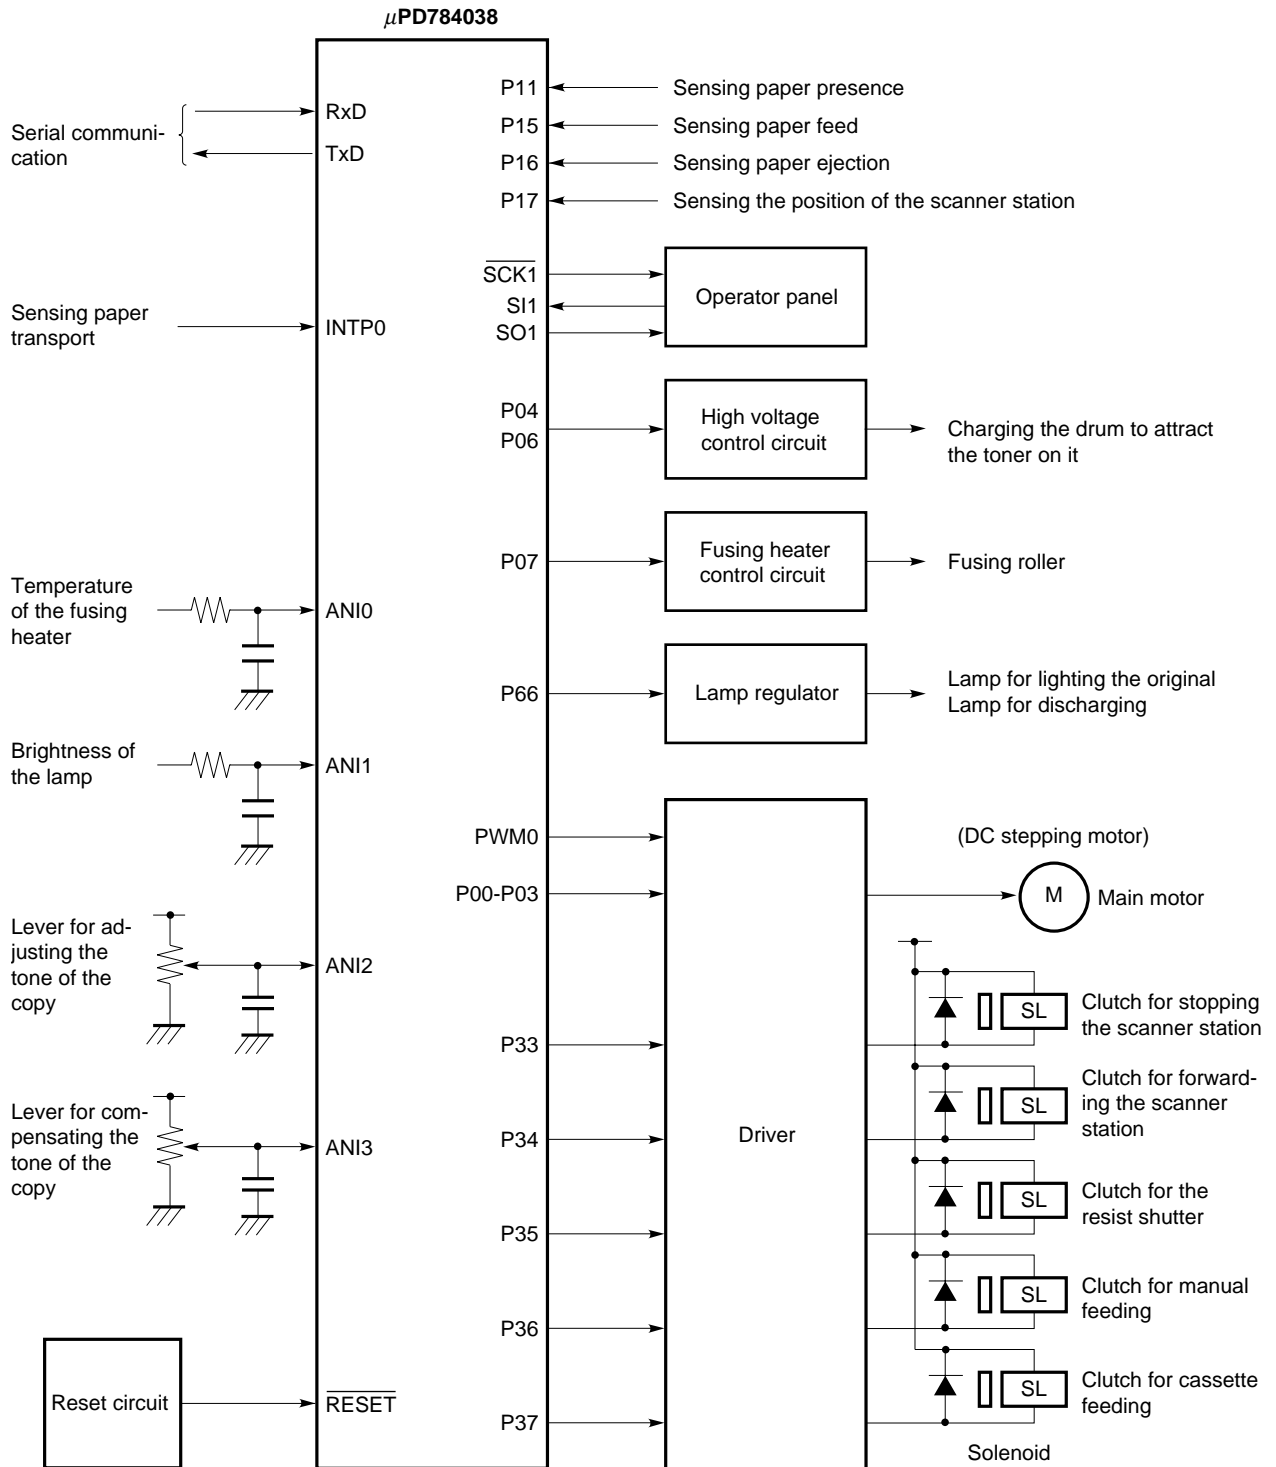 µPD784038
Serial communi-
cation
RxD
TxD
Sensing paper
transport
INTP0
Temperature
of the fusing
heater
ANI0
Brightness of
the lamp
ANI1
Lever for ad-
justing the
tone of the
copy
ANI2
Lever for com-
pensating the
tone of the
copy
ANI3
Reset circuit
RESET
P11
Sensing paper presence
P15
Sensing paper feed
P16
Sensing paper ejection
P17
Sensing the position of the scanner station
SCK1
SI1
SO1
Operator panel
P04
P06
High voltage
control circuit
Charging the drum to attract
the toner on it
P07
Fusing heater
control circuit
Fusing roller
P66
Lamp regulator
Lamp for lighting the original
Lamp for discharging
PWM0
P00-P03
Driver
(DC stepping motor)
M
Main motor
P33
SL
Clutch for stopping
the scanner station
P34
SL
Clutch for forward-
ing the scanner
station
P35
SL
Clutch for the
resist shutter
P36
SL
Clutch for manual
feeding
P37
SL
Clutch for cassette
feeding
Solenoid